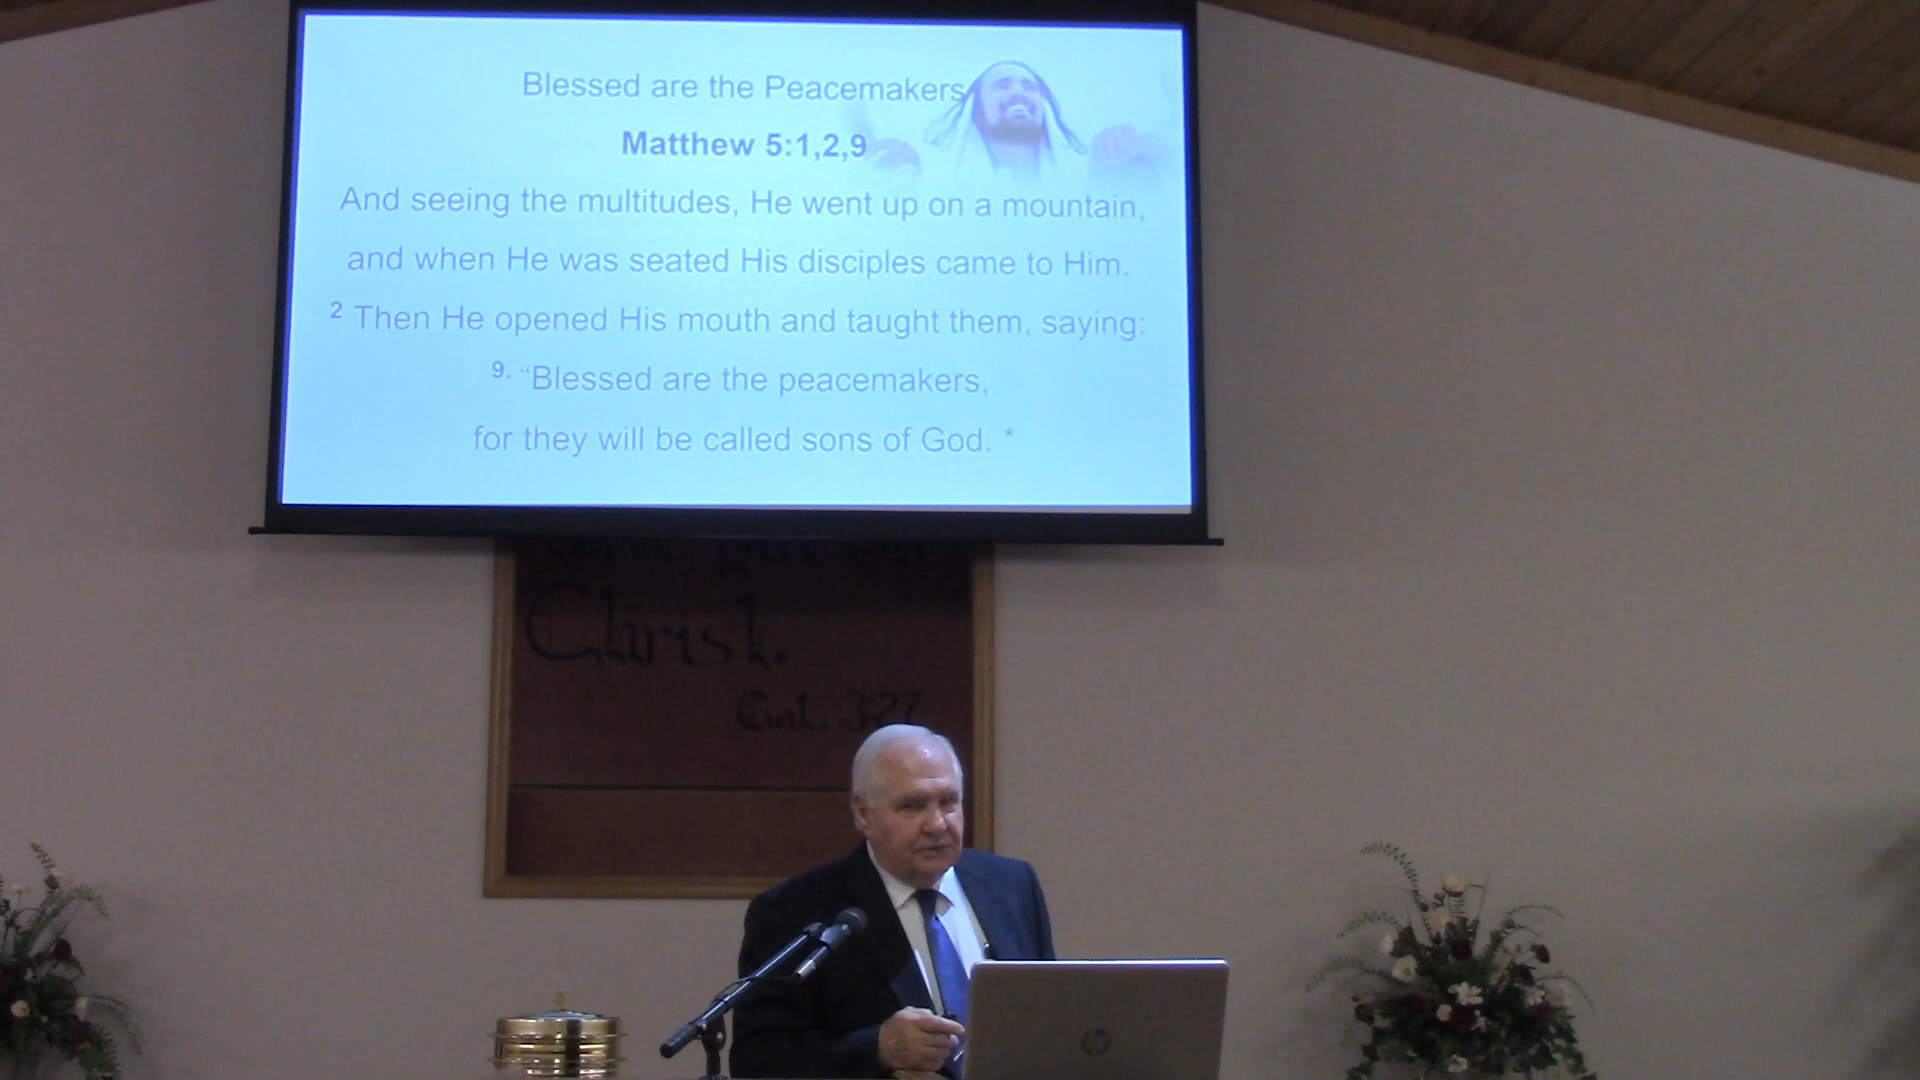 Blessed are the Peacemakers
Matthew 5:1,2,9
And seeing the multitudes, He went up on a mountain,
and when He was seated His disciples came to Him.
2 Then He opened His mouth and taught them, saying:
9. “Blessed are the peacemakers,
for they will be called sons of God. *
Christ.
Gal. 3:27
hp